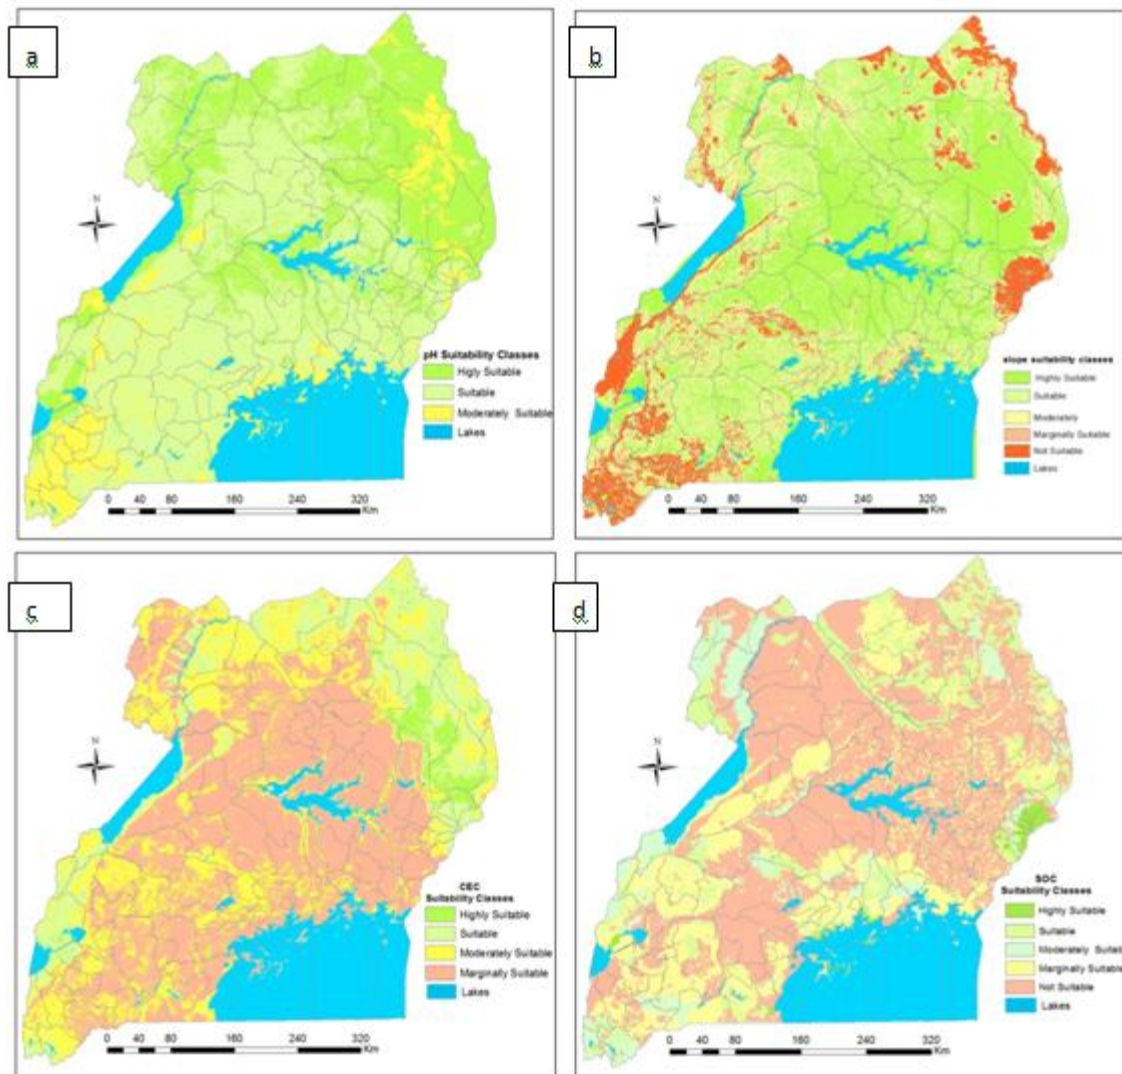 a
N
pH Suitability Classes
Higly Suitable
Suitable
Moderately Suitable
Lakes
0 40 80 160 240 320
Km
b
N
slope suitability classes
Highly Suitable
Suitable
Moderately
Marginally Suitable
Not Suitable
Lakes
0 40 80 160 240 320
Km
c
N
CEC
Suitability Classes
Highly Suitable
Suitable
Moderately Suitable
Marginally Suitable
Lakes
0 40 80 160 240 320
Km
d
N
SOC
Suitability Classes
Highly Suitable
Suitable
Moderately Suitabl
Marginally Suitable
Not Suitable
Lakes
0 40 80 160 240 320
Km